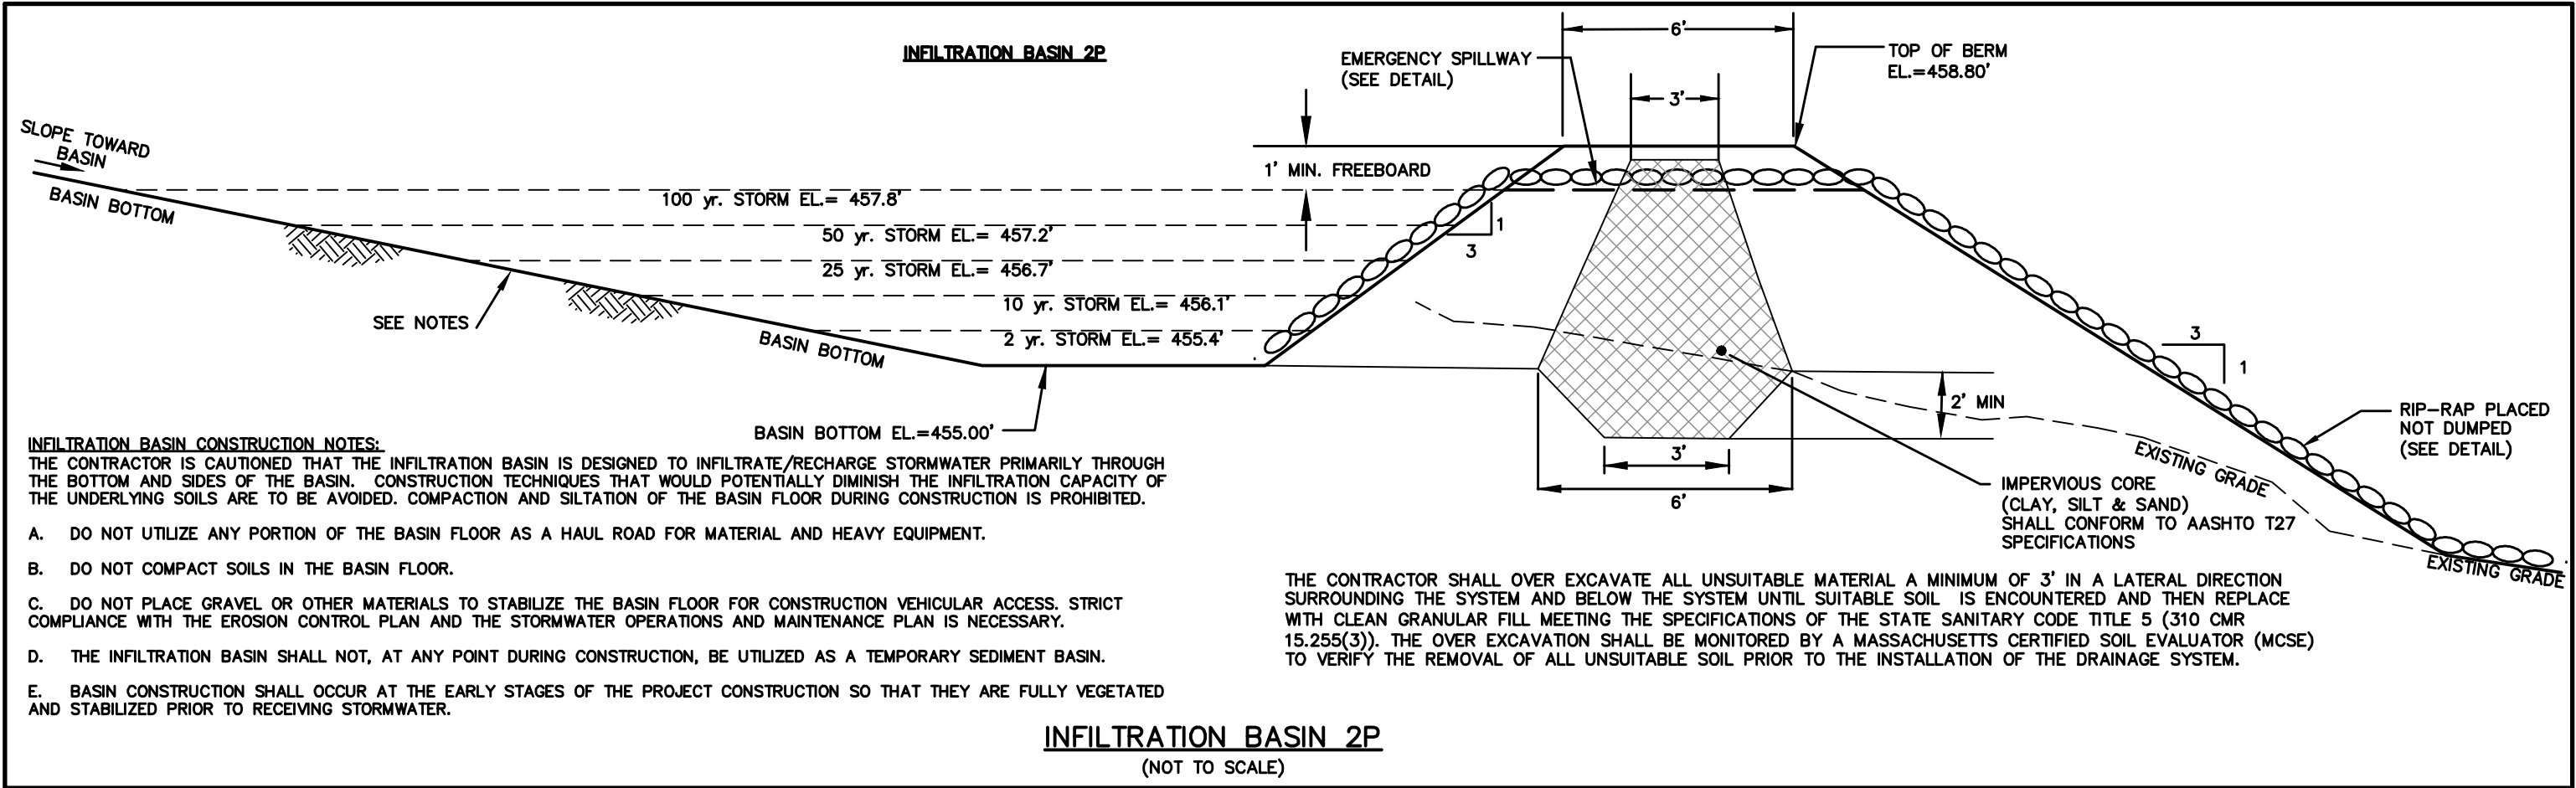 INFILTRATION BASIN 2P
6'
EMERGENCY SPILLWAY
(SEE DETAIL)
TOP OF BERM
EL.=458.80'
3'
SLOPE TOWARD
BASIN
BASIN BOTTOM
1' MIN. FREEBOARD
100 yr. STORM EL.= 457.8'
50 yr. STORM EL.= 457.2'
25 yr. STORM EL.= 456.7'
10 yr. STORM EL.= 456.1'
2 yr. STORM EL.= 455.4'
1
3
SEE NOTES
BASIN BOTTOM
BASIN BOTTOM EL.=455.00'
3
1
2' MIN
3'
6'
RIP-RAP PLACED
NOT DUMPED
(SEE DETAIL)
EXISTING GRADE
IMPERVIOUS CORE
(CLAY, SILT & SAND)
SHALL CONFORM TO AASHTO T27
SPECIFICATIONS
EXISTING GRADE
INFILTRATION BASIN CONSTRUCTION NOTES:
THE CONTRACTOR IS CAUTIONED THAT THE INFILTRATION BASIN IS DESIGNED TO INFILTRATE/RECHARGE STORMWATER PRIMARILY THROUGH
THE BOTTOM AND SIDES OF THE BASIN. CONSTRUCTION TECHNIQUES THAT WOULD POTENTIALLY DIMINISH THE INFILTRATION CAPACITY OF
THE UNDERLYING SOILS ARE TO BE AVOIDED. COMPACTION AND SILTATION OF THE BASIN FLOOR DURING CONSTRUCTION IS PROHIBITED.
A. DO NOT UTILIZE ANY PORTION OF THE BASIN FLOOR AS A HAUL ROAD FOR MATERIAL AND HEAVY EQUIPMENT.
B. DO NOT COMPACT SOILS IN THE BASIN FLOOR.
C. DO NOT PLACE GRAVEL OR OTHER MATERIALS TO STABILIZE THE BASIN FLOOR FOR CONSTRUCTION VEHICULAR ACCESS. STRICT
COMPLIANCE WITH THE EROSION CONTROL PLAN AND THE STORMWATER OPERATIONS AND MAINTENANCE PLAN IS NECESSARY.
D. THE INFILTRATION BASIN SHALL NOT, AT ANY POINT DURING CONSTRUCTION, BE UTILIZED AS A TEMPORARY SEDIMENT BASIN.
E. BASIN CONSTRUCTION SHALL OCCUR AT THE EARLY STAGES OF THE PROJECT CONSTRUCTION SO THAT THEY ARE FULLY VEGETATED
AND STABILIZED PRIOR TO RECEIVING STORMWATER.
THE CONTRACTOR SHALL OVER EXCAVATE ALL UNSUITABLE MATERIAL A MINIMUM OF 3' IN A LATERAL DIRECTION
SURROUNDING THE SYSTEM AND BELOW THE SYSTEM UNTIL SUITABLE SOIL IS ENCOUNTERED AND THEN REPLACE
WITH CLEAN GRANULAR FILL MEETING THE SPECIFICATIONS OF THE STATE SANITARY CODE TITLE 5 (310 CMR
15.255(3)). THE OVER EXCAVATION SHALL BE MONITORED BY A MASSACHUSETTS CERTIFIED SOIL EVALUATOR (MCSE)
TO VERIFY THE REMOVAL OF ALL UNSUITABLE SOIL PRIOR TO THE INSTALLATION OF THE DRAINAGE SYSTEM.
INFILTRATION BASIN 2P
(NOT TO SCALE)